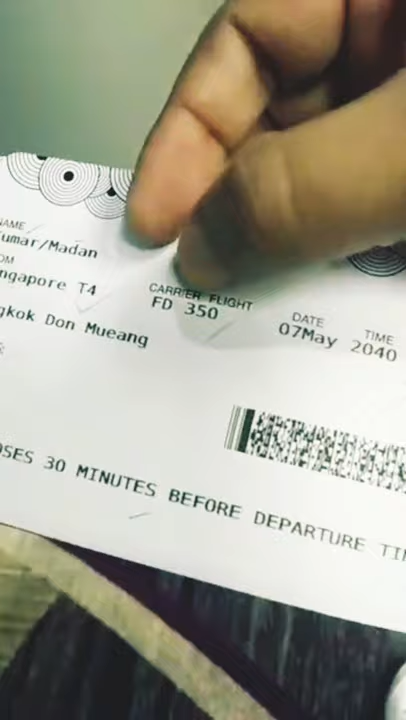 NAME
umar/Madan
OM
ngapore T4
gkok Don Mueang
CARRIER FLIGHT
FD 350
DATE
07May
TIME
2040
OSES 30 MINUTES BEFORE DEPARTURE TI